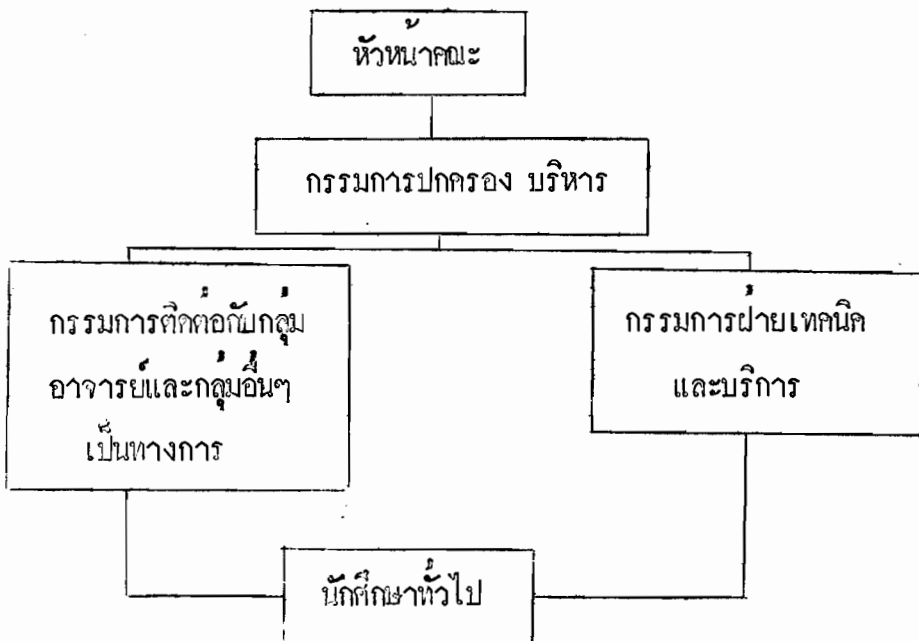 หัวหน้าคณะ
กรรมการปกครอง บริหาร
กรรมการติดต่อกับกลุ่ม
อาจารย์และกลุ่มอื่นๆ
เป็นทางการ
กรรมการฝ่ายเทคนิค
และบริการ
นักศึกษาทั่วไป